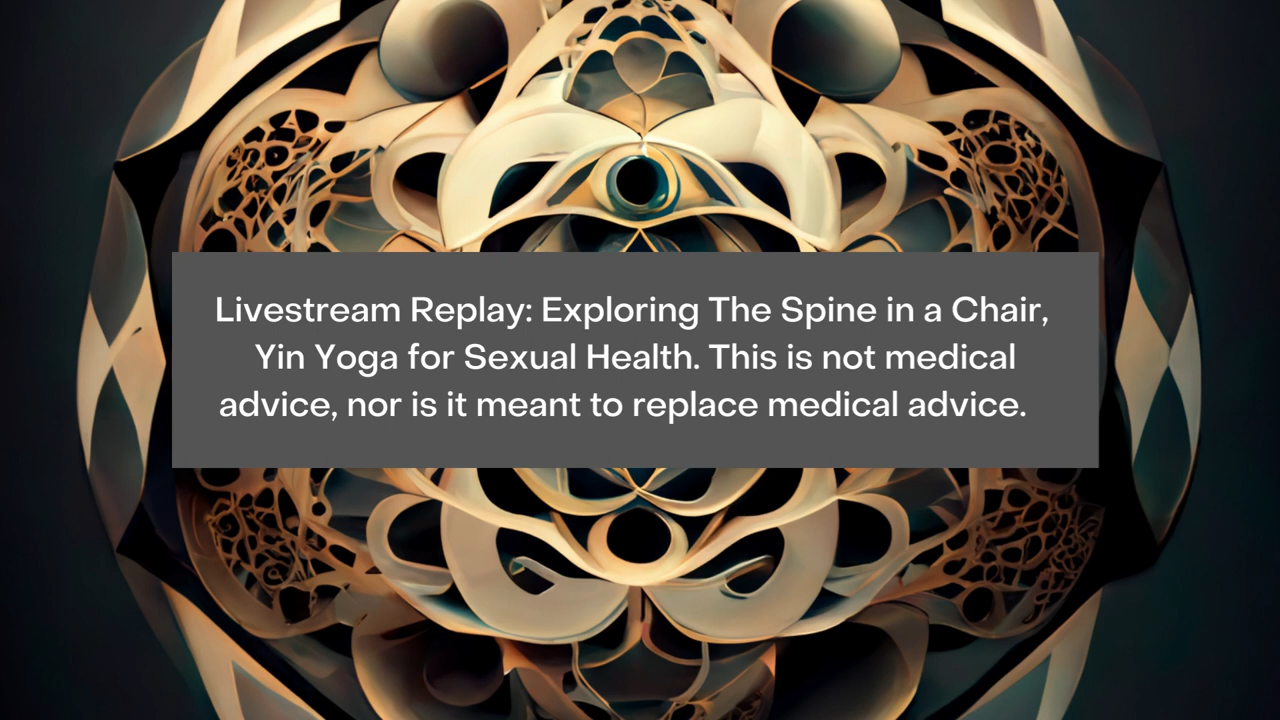 Livestream Replay: Exploring The Spine in a Chair,
Yin Yoga for Sexual Health. This is not medical
advice, nor is it meant to replace medical advice.